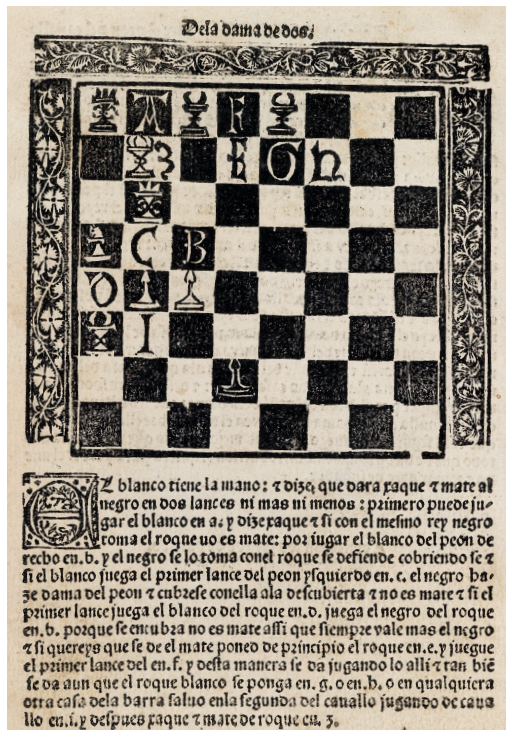 De la dama de dos.
A F
3 E G h
C B
D
I
EL blanco tiene la mano: ⁊ dize, que dara xaque ⁊ mate al
negro en dos lances ni mas ni menos: primero puede ju-
gar el blanco en a: y dize xaque ⁊ si con el mesmo rey negro
toma el roque uo es mate: por iugar el blanco del peon de
recho en .b. y el negro se lo toma conel roque se defiende cobriendo se ⁊
si el blanco juega el primer lance del peon ysquierdo en .c. el negro ha-
ze dama del peon ⁊ cubrese conella ala descubierta ⁊ no es mate ⁊ si el
primer lance juega el blanco del roque en .d. juega el negro del roque
en .b. porque se encubra no es mate assi que siempre vale mas el negro
⁊ si quereys que se de el mate poned de principio el roque en .e. y juegue
el primer lance del en .f. y desta manera se da jugando lo alli ⁊ tan biē
se da aun que el roque blanco se ponga en .g. o en .h. o en qualquiera
otra casa dela barra saluo enla segunda del cauallo jugando de caua
llo en .i. y despues xaque ⁊ mate de roque en .3.